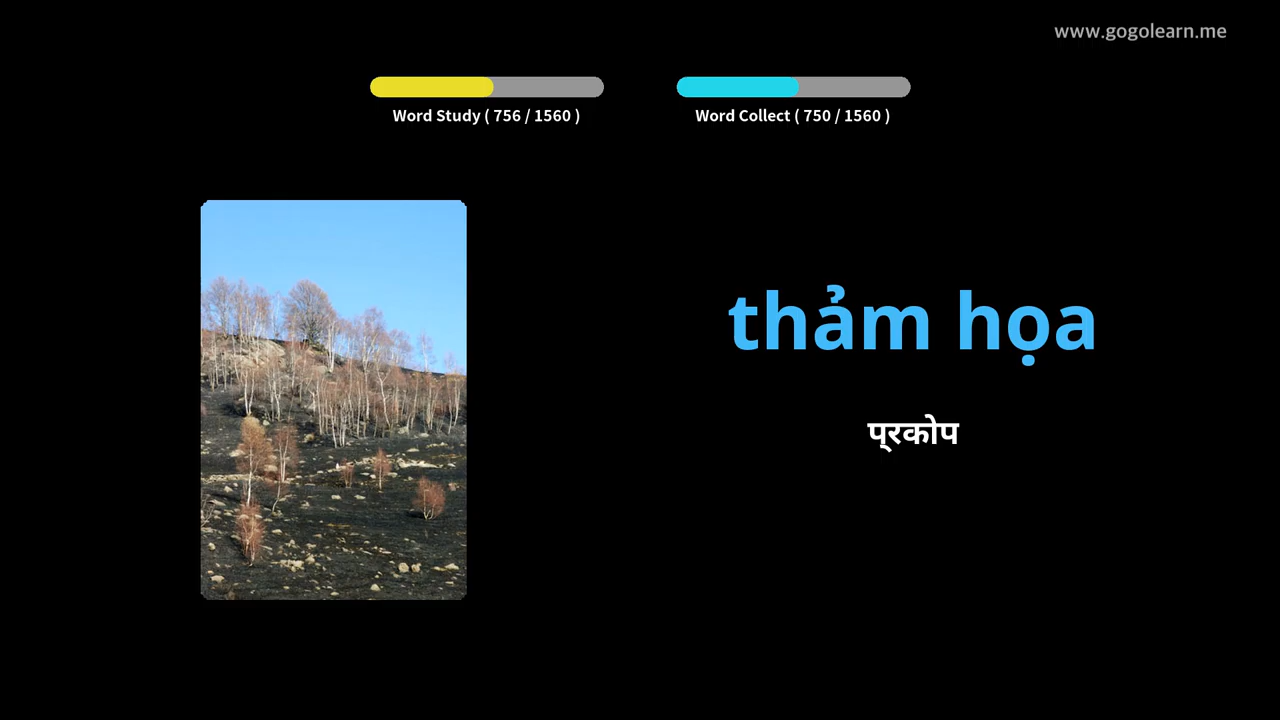 www.gogolearn.me
Word Study ( 756 / 1560 )
Word Collect ( 750 / 1560 )
thảm họa
प्रकोप